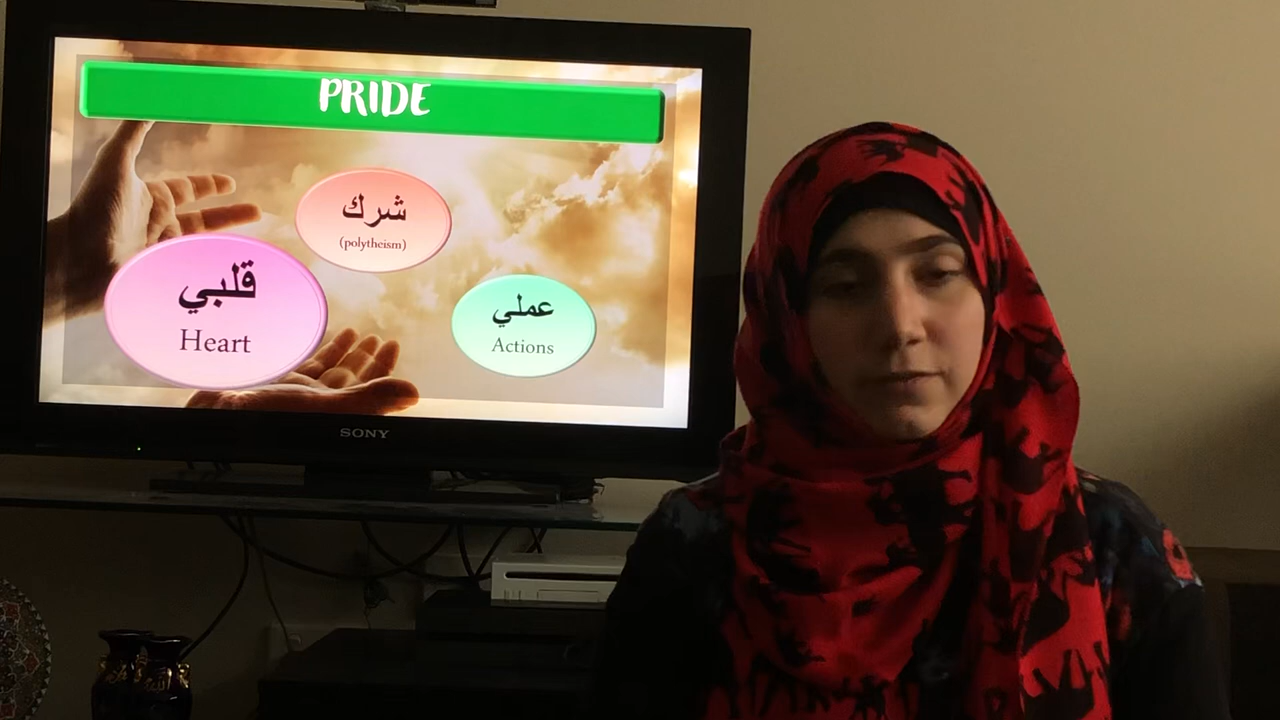 PRIDE
شرك
(polytheism)
قلبي
Heart
عملي
Actions
SONY